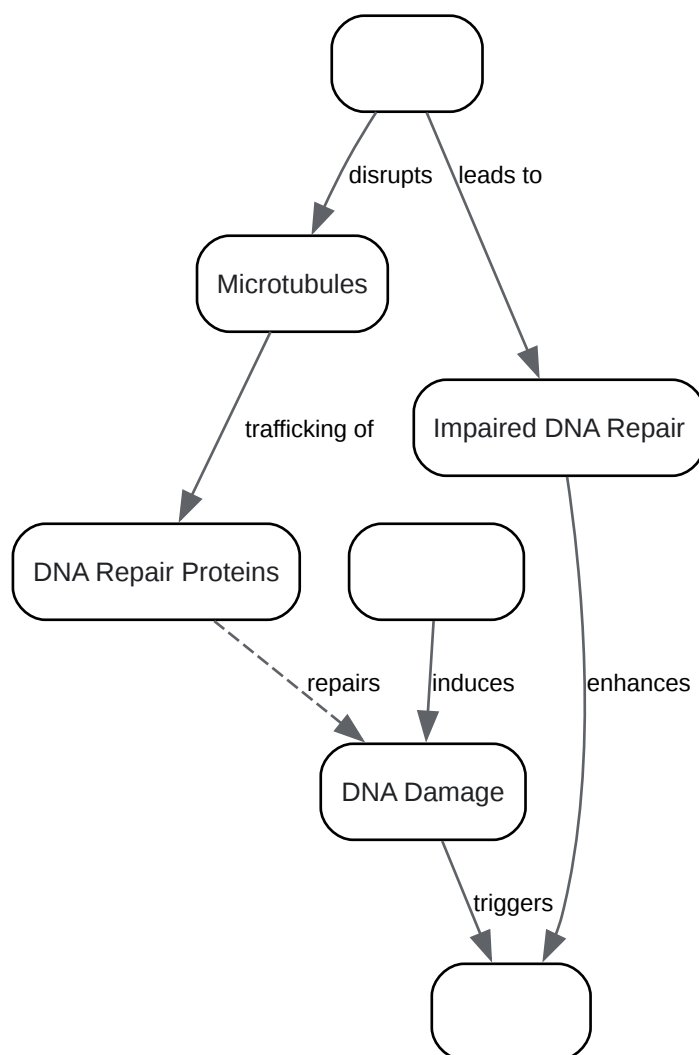 disrupts
leads to
Microtubules
trafficking of
Impaired DNA Repair
DNA Repair Proteins
repairs
induces
enhances
DNA Damage
triggers